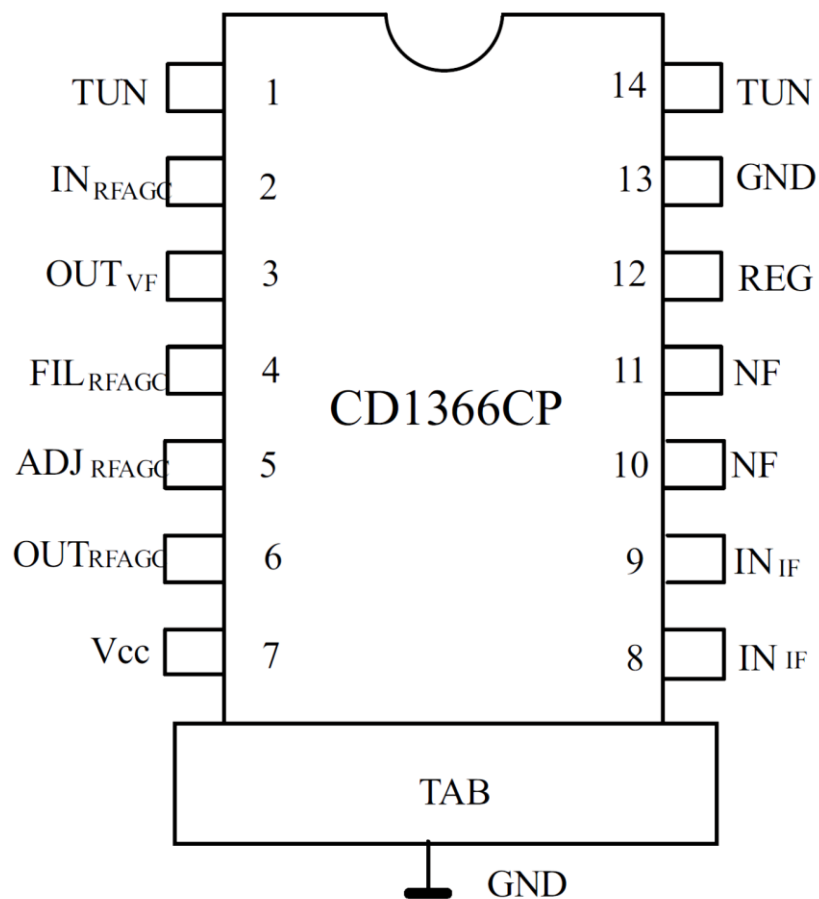 TUN 1 14 TUN
IN RFAGC 2 13 GND
OUT VF 3 12 REG
FIL RFAGC 4 11 NF
CD1366CP
ADJ RFAGC 5 10 NF
OUT RFAGC 6 9 IN IF
Vcc 7 8 IN IF
TAB
GND